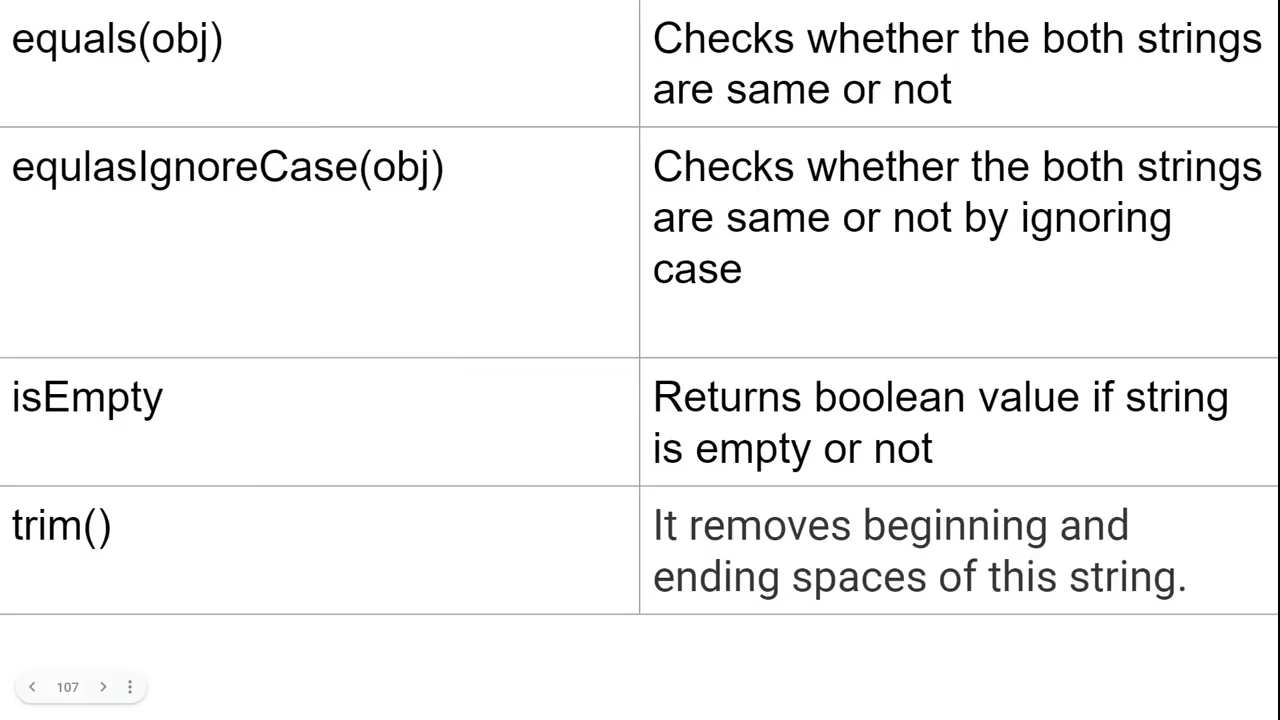 equals(obj)
Checks whether the both strings
are same or not
equlasIgnoreCase(obj)
Checks whether the both strings
are same or not by ignoring
case
isEmpty
Returns boolean value if string
is empty or not
trim()
It removes beginning and
ending spaces of this string.
107